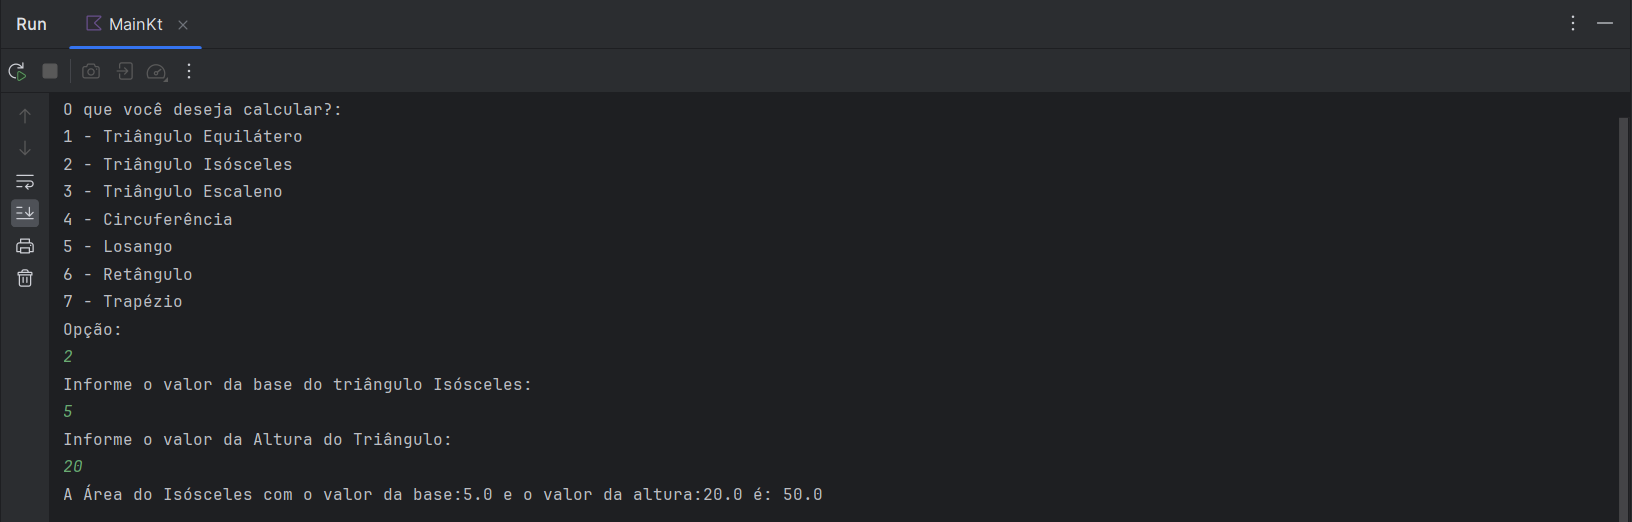 Run MainKt
O que você deseja calcular?:
1 - Triângulo Equilátero
2 - Triângulo Isósceles
3 - Triângulo Escaleno
4 - Circuferência
5 - Losango
6 - Retângulo
7 - Trapézio
Opção:
2
Informe o valor da base do triângulo Isósceles:
5
Informe o valor da Altura do Triângulo:
20
A Área do Isósceles com o valor da base:5.0 e o valor da altura:20.0 é: 50.0